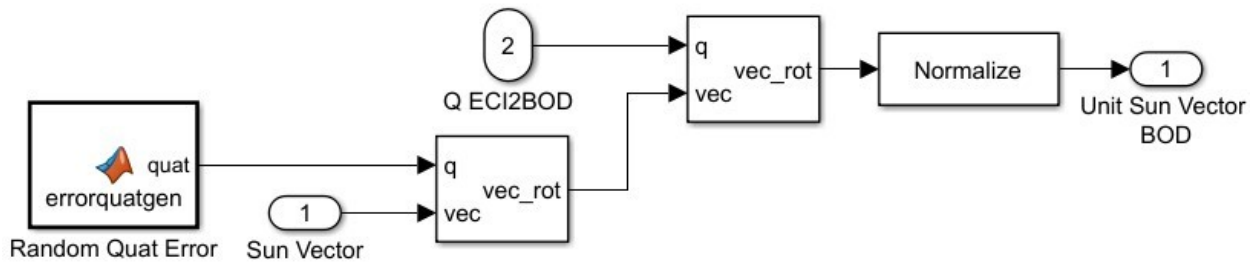 2
Q ECI2BOD
q
vec
vec_rot
Normalize
1
Unit Sun Vector
BOD
quat
errorquatgen
Random Quat Error
1
Sun Vector
q
vec
vec_rot